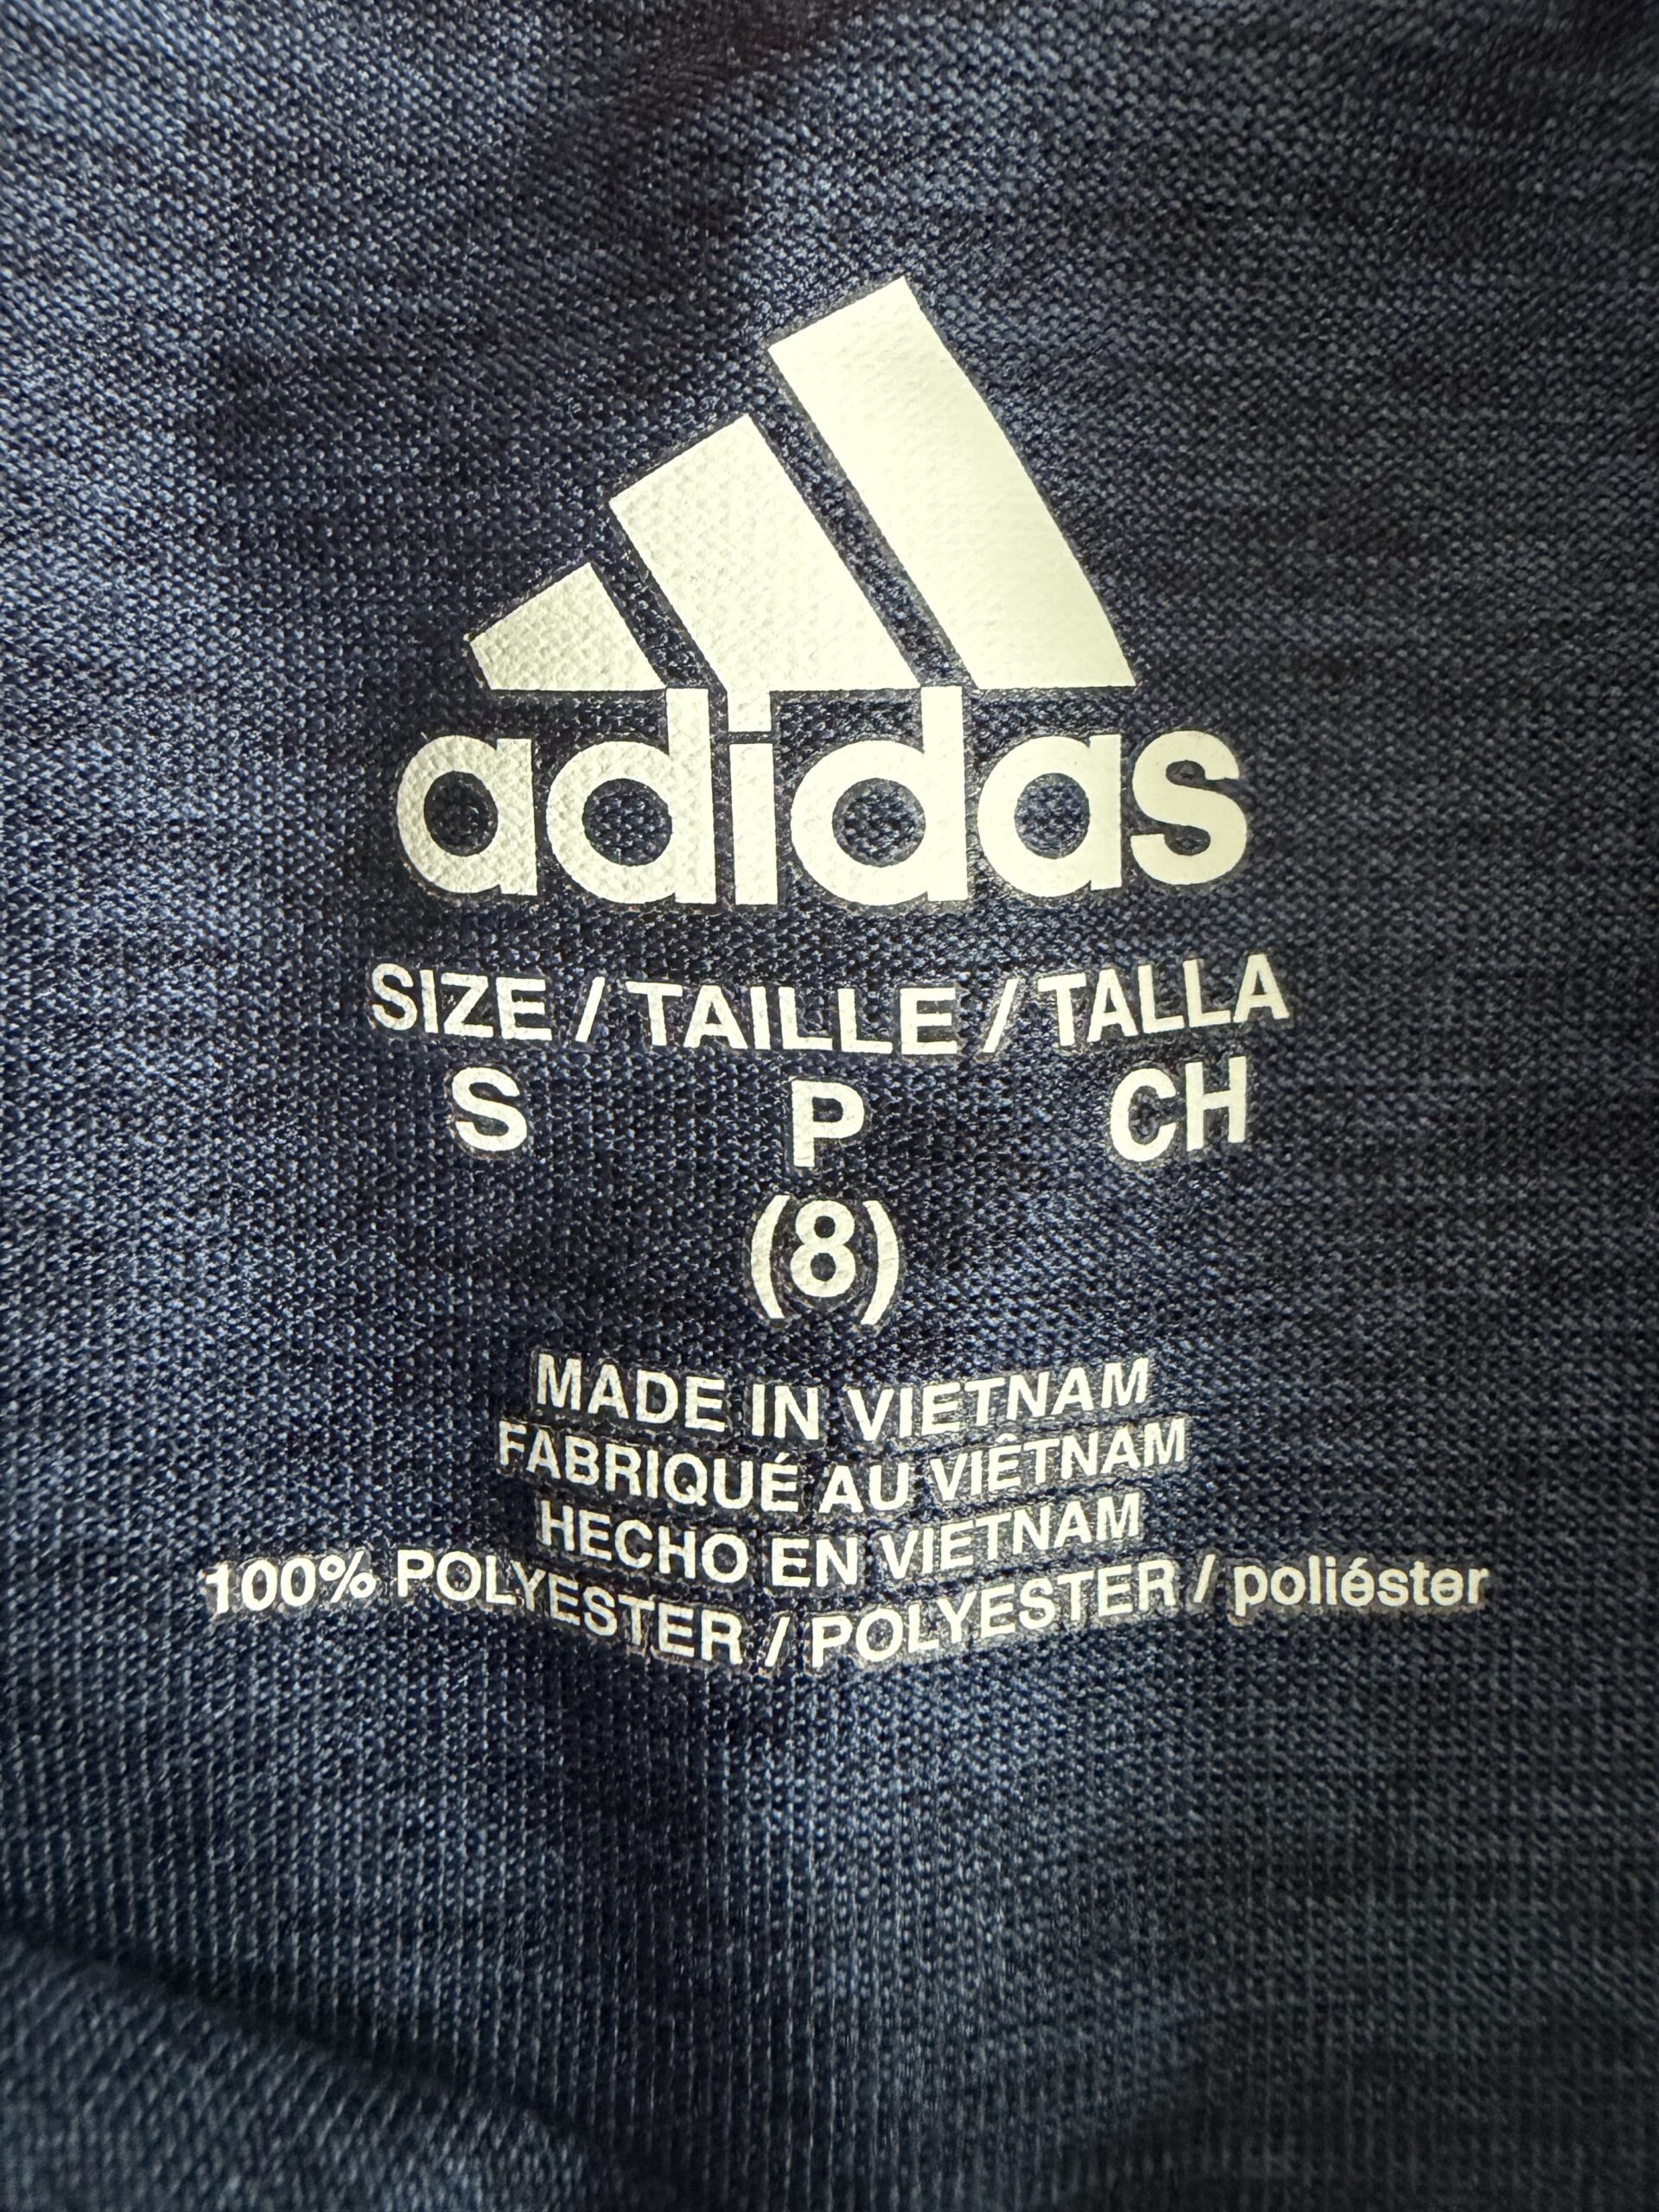 adidas
SIZE / TAILLE / TALLA
S P CH
(8)
MADE IN VIETNAM
FABRIQUÉ AU VIÊTNAM
HECHO EN VIETNAM
100% POLYESTER / POLYESTER / poliéster